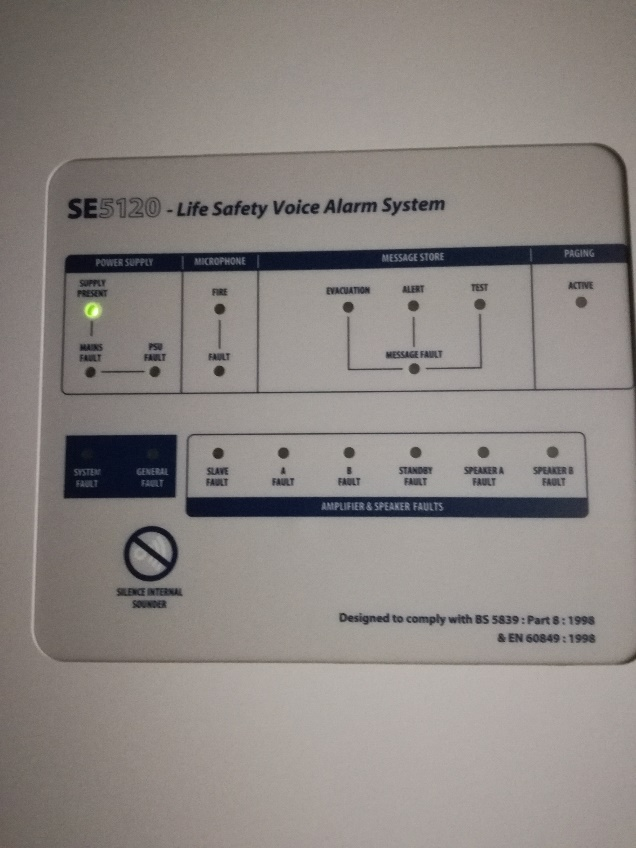 SE5120 - Life Safety Voice Alarm System
POWER SUPPLY MICROPHONE MESSAGE STORE PAGING
SUPPLY
PRESENT
FIRE
EVACUATION
ALERT
TEST
ACTIVE
MAINS
FAULT
PSU
FAULT
FAULT
MESSAGE FAULT
SYSTEM
FAULT
GENERAL
FAULT
SLAVE
FAULT
A
FAULT
B
FAULT
STANDBY
FAULT
SPEAKER A
FAULT
SPEAKER B
FAULT
AMPLIFIER & SPEAKER FAULTS
SILENCE INTERNAL
SOUNDER
Designed to comply with BS 5839 : Part 8 : 1998
& EN 60849 : 1998